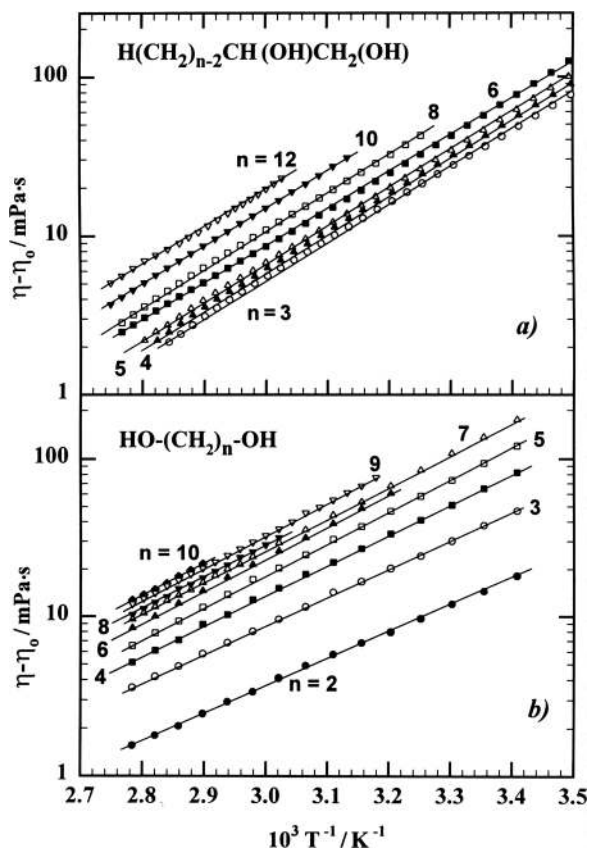 H(CH2)n-2CH(OH)CH2(OH)
100
6
8
10
n = 12
η-ηo / mPa·s
10
n = 3
a)
5
4
1
HO-(CH2)n-OH
7
5
100
9
3
n = 10
η-ηo / mPa·s
10
8
6
4
n = 2
b)
1
2.7 2.8 2.9 3.0 3.1 3.2 3.3 3.4 3.5
10³ T⁻¹ / K⁻¹